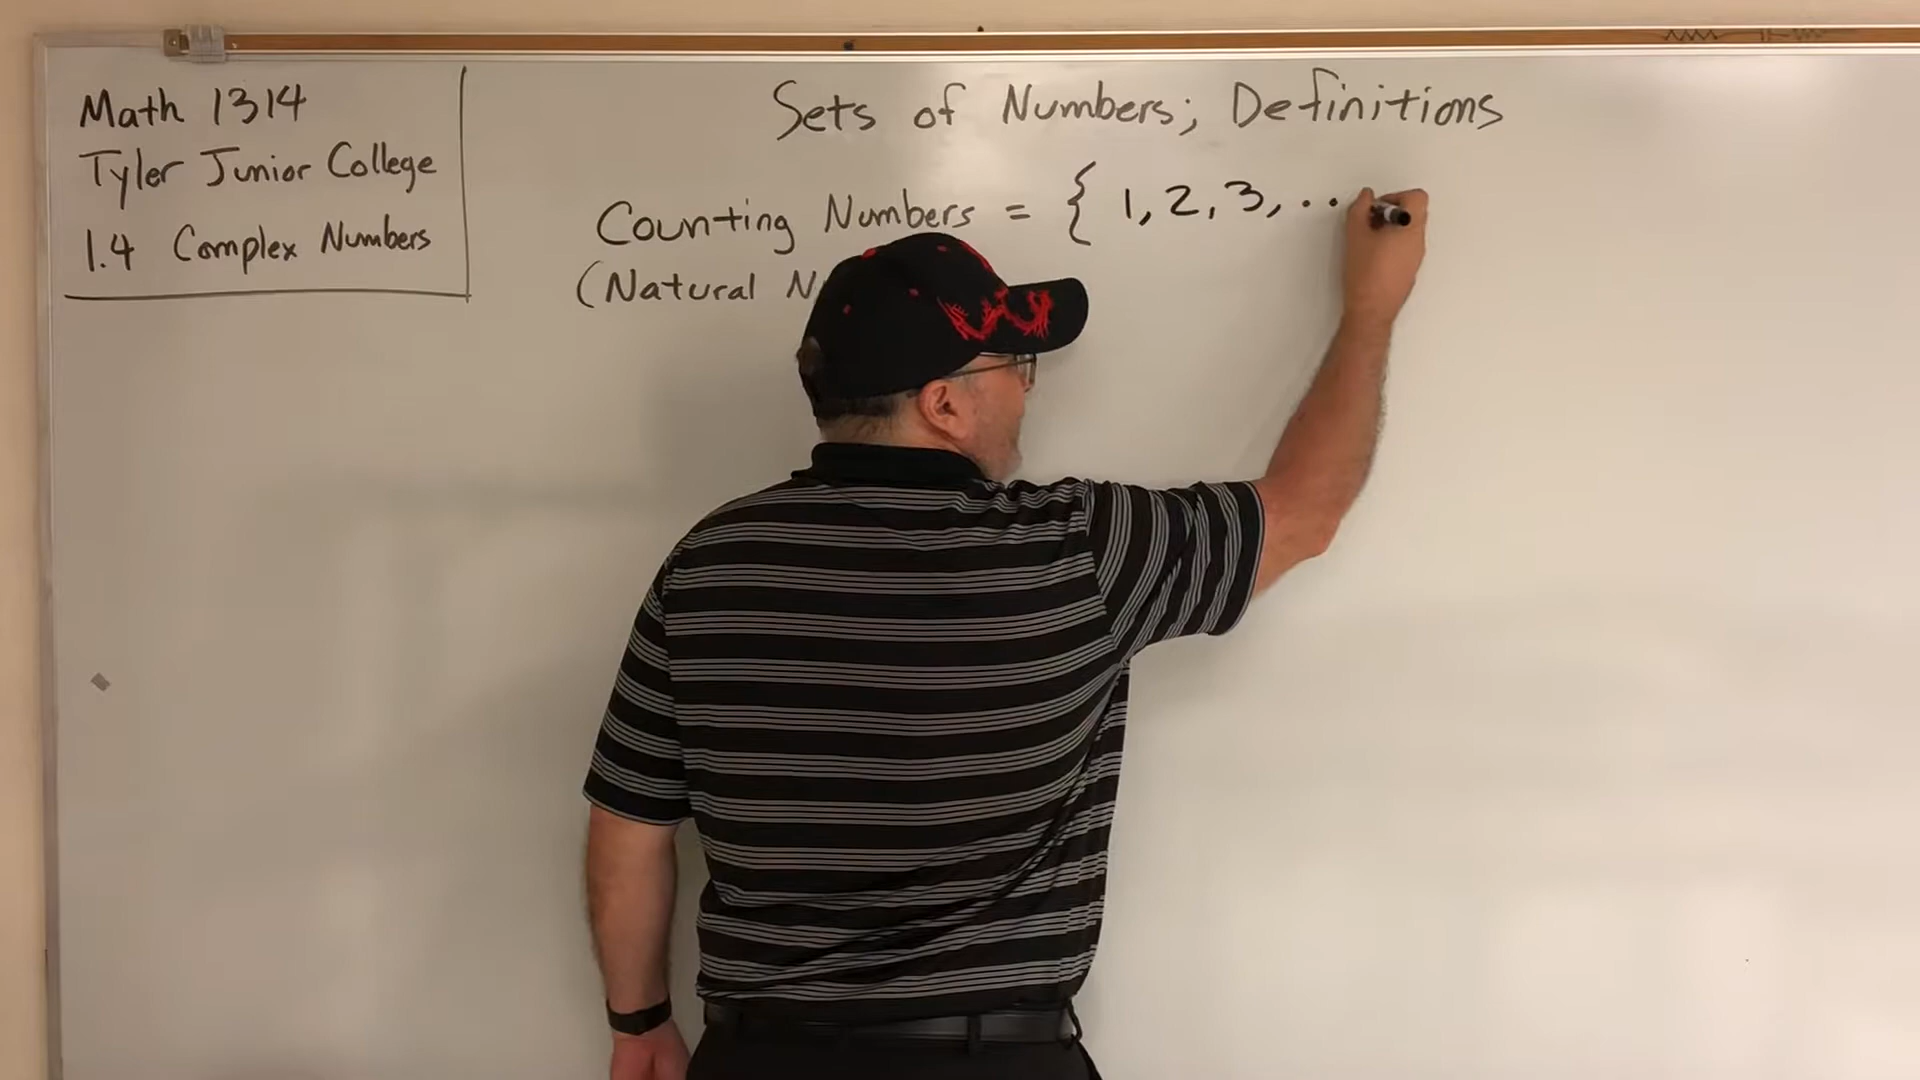 Math 1314
Tyler Junior College
1.4 Complex Numbers
Sets of Numbers; Definitions
Counting Numbers = { 1, 2, 3, ..
(Natural N